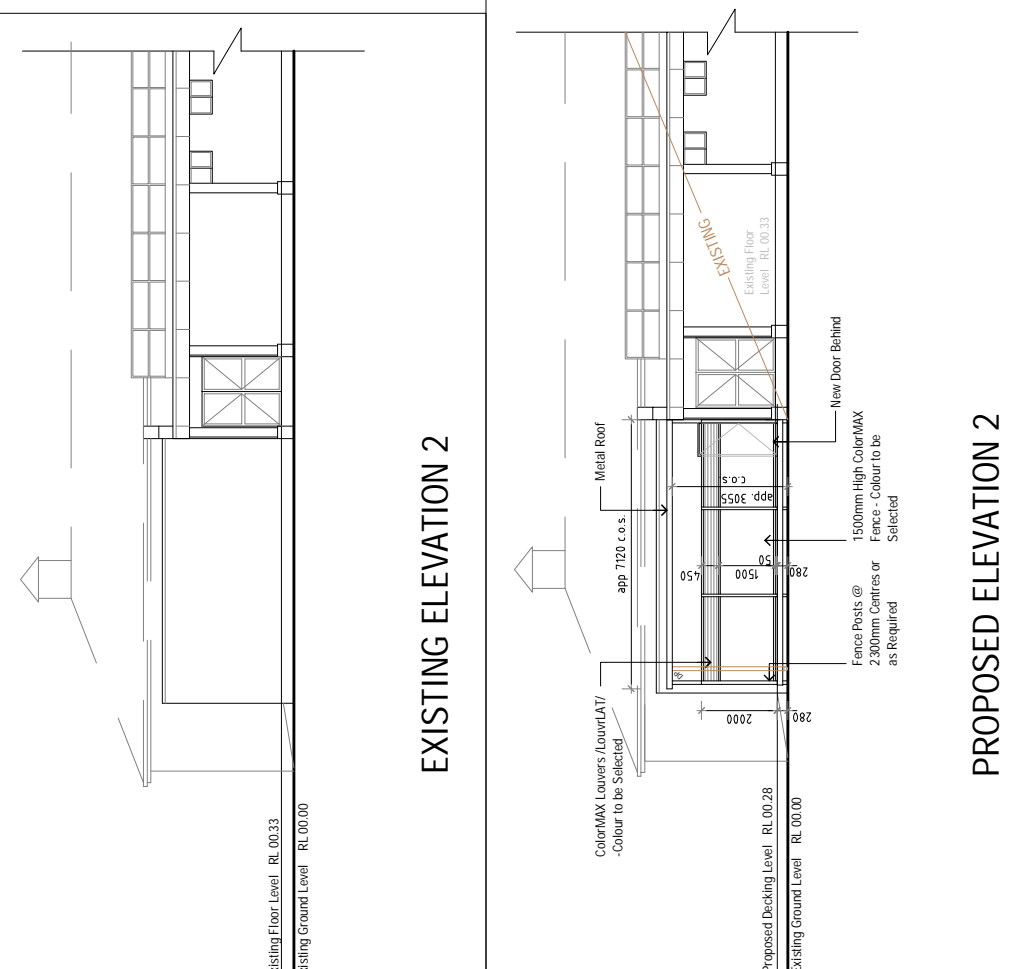 Existing Floor Level RL 00.33
Existing Ground Level RL 00.00
EXISTING ELEVATION 2
ColorMAX Louvers /LouvrLAT/
-Colour to be Selected
app 7120 c.o.s.
Metal Roof
EXISTING
Existing Floor
Level RL 00.33
app. 3055
c.o.s
450
1500
50
280
Dp
2000
280
New Door Behind
1500mm High ColorMAX
Fence - Colour to be
Selected
Fence Posts @
2300mm Centres or
as Required
Proposed Decking Level RL 00.28
Existing Ground Level RL 00.00
PROPOSED ELEVATION 2